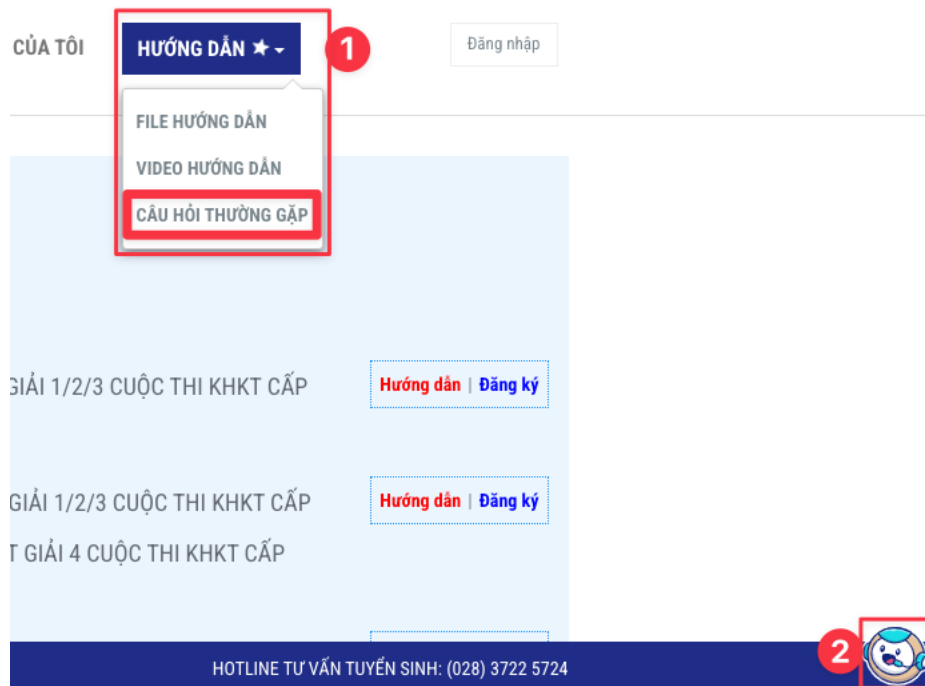 CỦA TÔI
HƯỚNG DẪN ★
1
Đăng nhập
FILE HƯỚNG DẪN
VIDEO HƯỚNG DẪN
CÂU HỎI THƯỜNG GẶP
GIẢI 1/2/3 CUỘC THI KHKT CẤP
Hướng dẫn | Đăng ký
GIẢI 1/2/3 CUỘC THI KHKT CẤP
Hướng dẫn | Đăng ký
T GIẢI 4 CUỘC THI KHKT CẤP
HOTLINE TƯ VẤN TUYỂN SINH: (028) 3722 5724
2